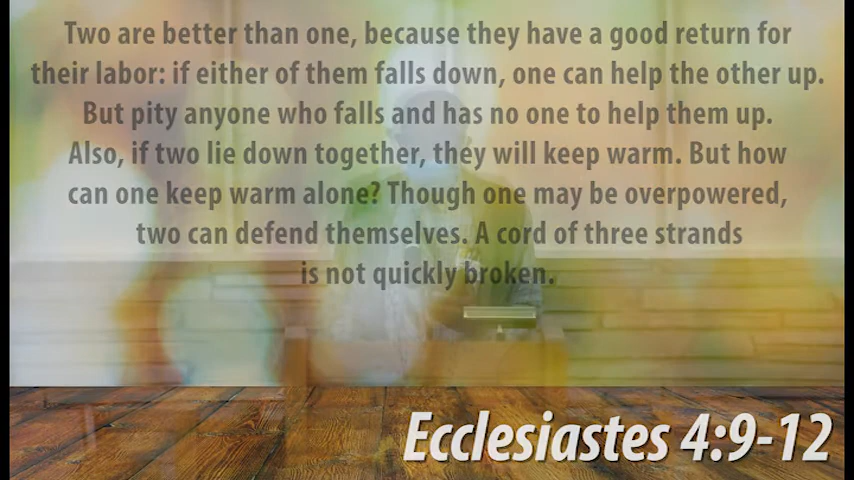 Two are better than one, because they have a good return for
their labor: if either of them falls down, one can help the other up.
But pity anyone who falls and has no one to help them up.
Also, if two lie down together, they will keep warm. But how
can one keep warm alone? Though one may be overpowered,
two can defend themselves. A cord of three strands
is not quickly broken.
Ecclesiastes 4:9-12